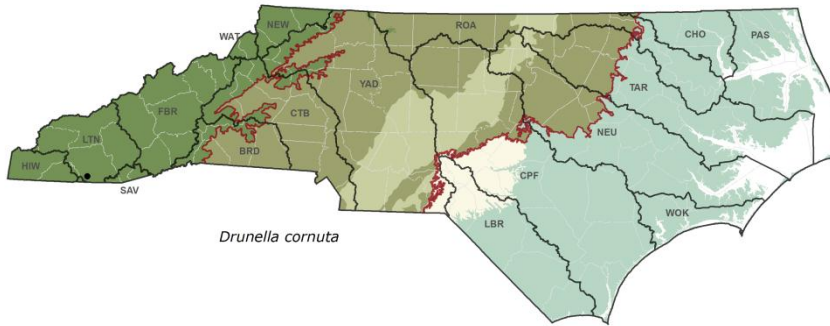 NEW
ROA
WAT
CHO
PAS
YAD
TAR
FBR
CTB
NEU
LTN
BRD
HIW
SAV
CPF
WOK
LBR
Drunella cornuta